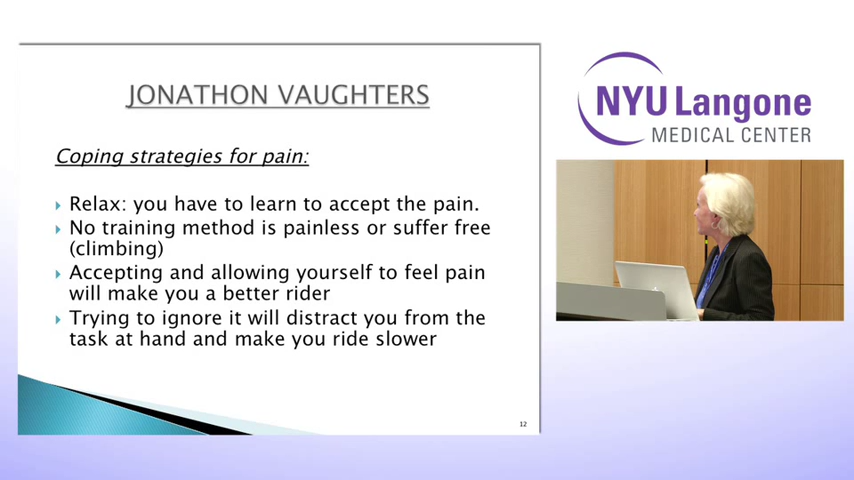 JONATHON VAUGHTERS
Coping strategies for pain:
Relax: you have to learn to accept the pain.
No training method is painless or suffer free
(climbing)
Accepting and allowing yourself to feel pain
will make you a better rider
Trying to ignore it will distract you from the
task at hand and make you ride slower
12
NYU Langone
MEDICAL CENTER